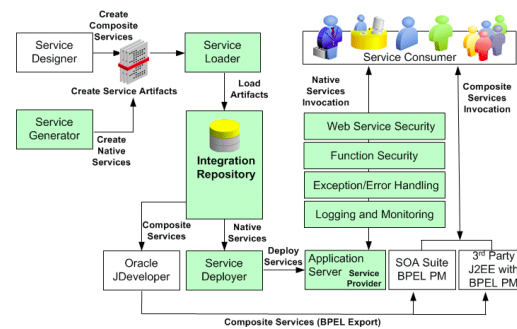 Create
Composite
Services
Service
Designer
Service
Loader
Create Service Artifacts
Service
Generator
Create
Native
Services
Load
Artifacts
Integration
Repository
Composite
Services
Native
Services
Oracle
JDeveloper
Service
Deployer
Deploy
Services
Service Consumer
Native
Services
Invocation
Composite
Services
Invocation
Web Service Security
Function Security
Exception/Error Handling
Logging and Monitoring
Application
Server
Service
Provider
SOA Suite
BPEL PM
3rd Party
J2EE with
BPEL PM
Composite Services (BPEL Export)